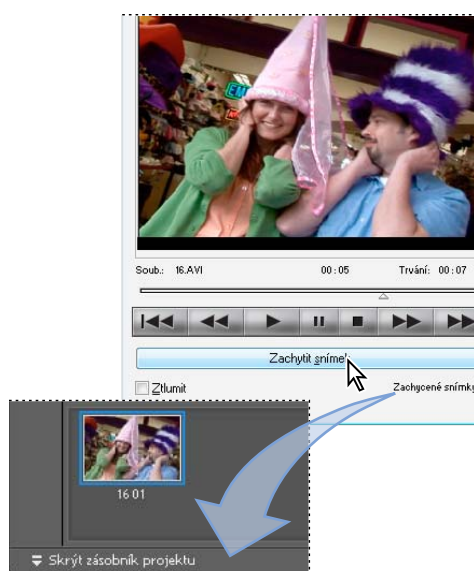 Soub.: 16.AVI 00:05 Trvání: 00:07
Zachytit snímek
Ztlumit Zachycené snímky
16 01
Skrýt zásobník projektu